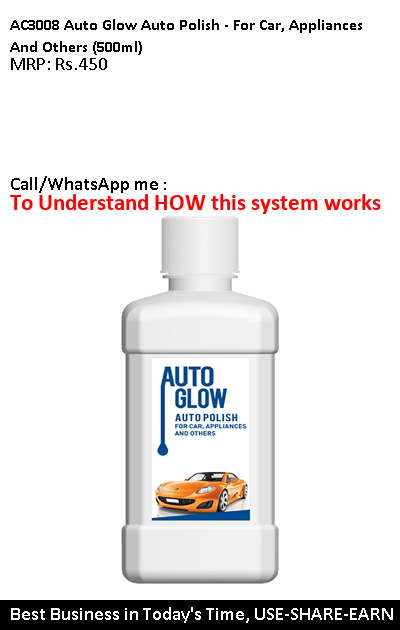 AC3008 Auto Glow Auto Polish - For Car, Appliances
And Others (500ml)
MRP: Rs.450
Call/WhatsApp me :
To Understand HOW this system works
AUTO
GLOW
AUTO POLISH
FOR CAR, APPLIANCES
AND OTHERS
Best Business in Today's Time, USE-SHARE-EARN